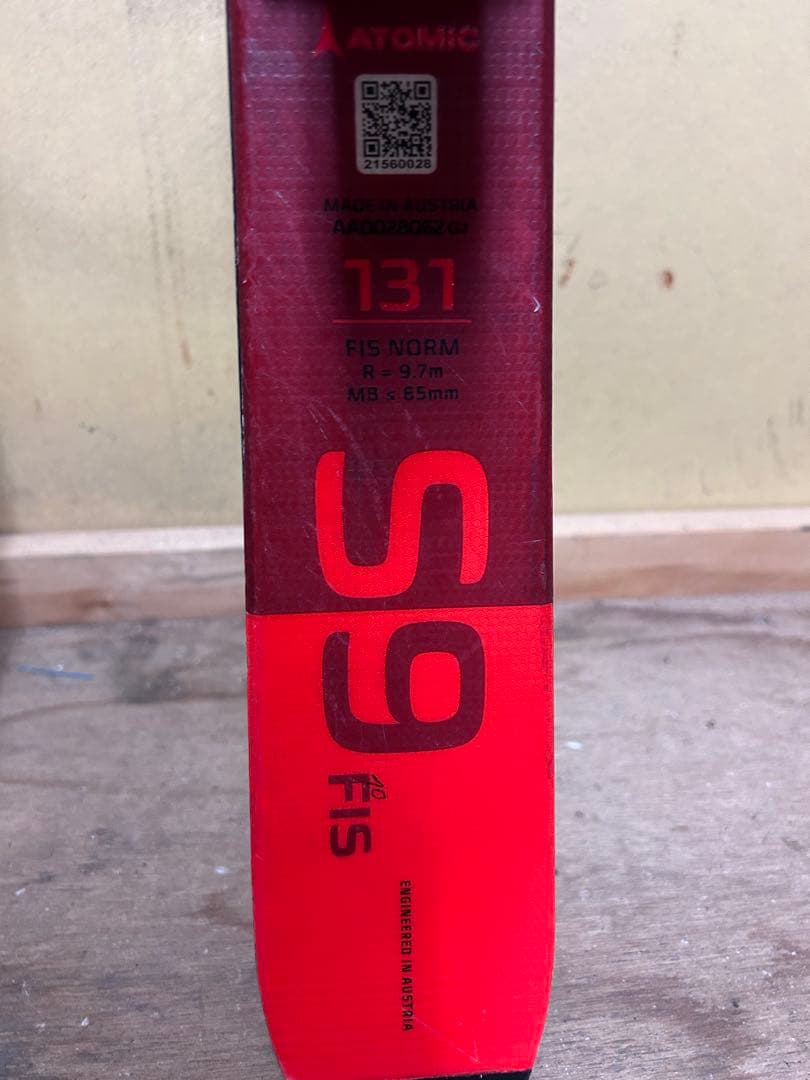 ATOMIC
21560028
MADE IN AUSTRIA
131
FIS NORM
R = 9.7m
MB ≤ 65mm
S9
FIS
ENGINEERED IN AUSTRIA